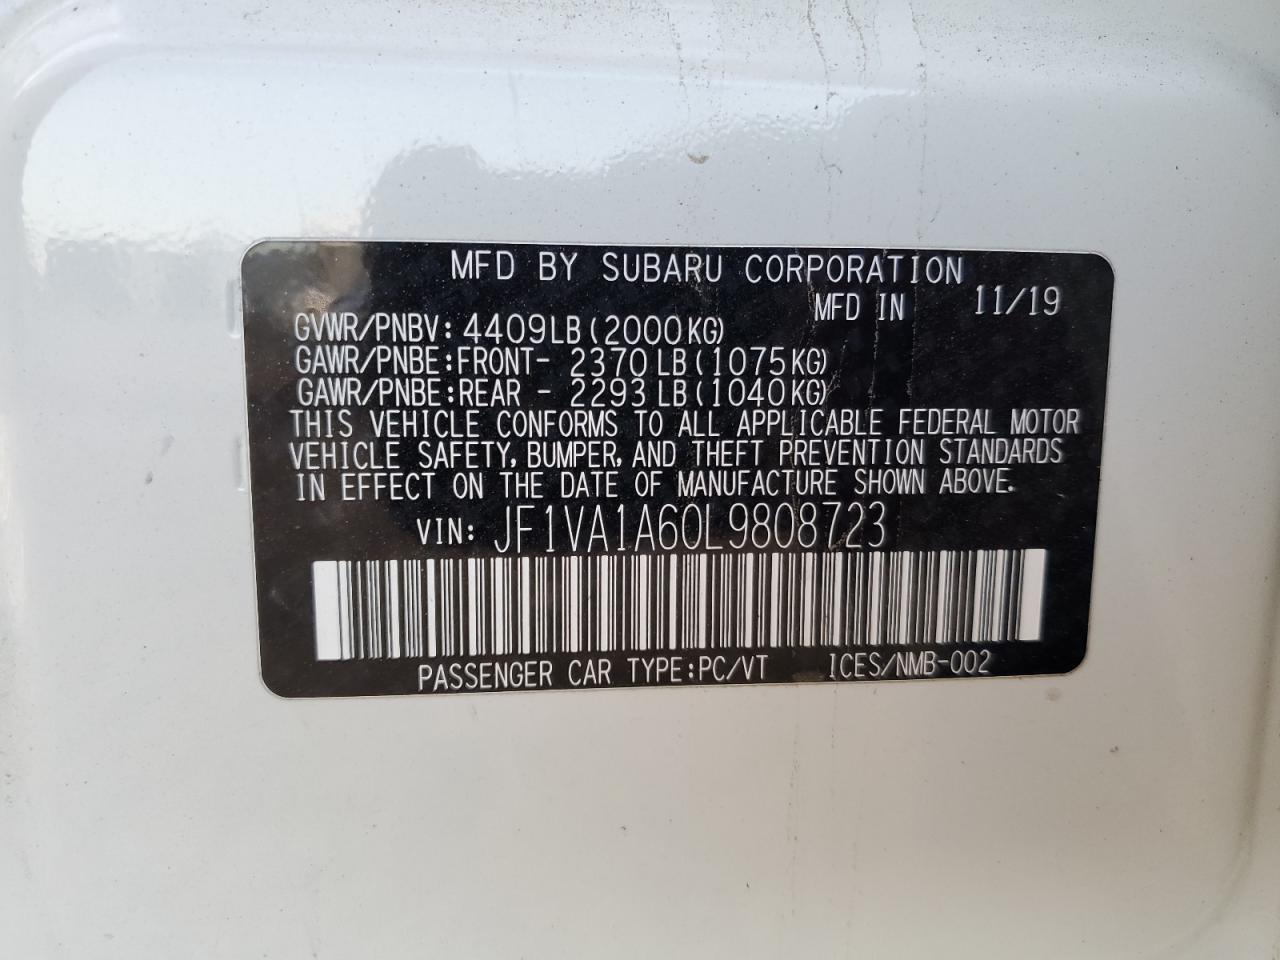 MFD BY SUBARU CORPORATION
MFD IN 11/19
GVWR/PNBV: 4409LB(2000KG)
GAWR/PNBE:FRONT- 2370LB(1075KG)
GAWR/PNBE:REAR - 2293LB(1040KG)
THIS VEHICLE CONFORMS TO ALL APPLICABLE FEDERAL MOTOR
VEHICLE SAFETY, BUMPER, AND THEFT PREVENTION STANDARDS
IN EFFECT ON THE DATE OF MANUFACTURE SHOWN ABOVE.
VIN: JF1VA1A60L9808723
PASSENGER CAR TYPE:PC/VT ICES/NMB-002